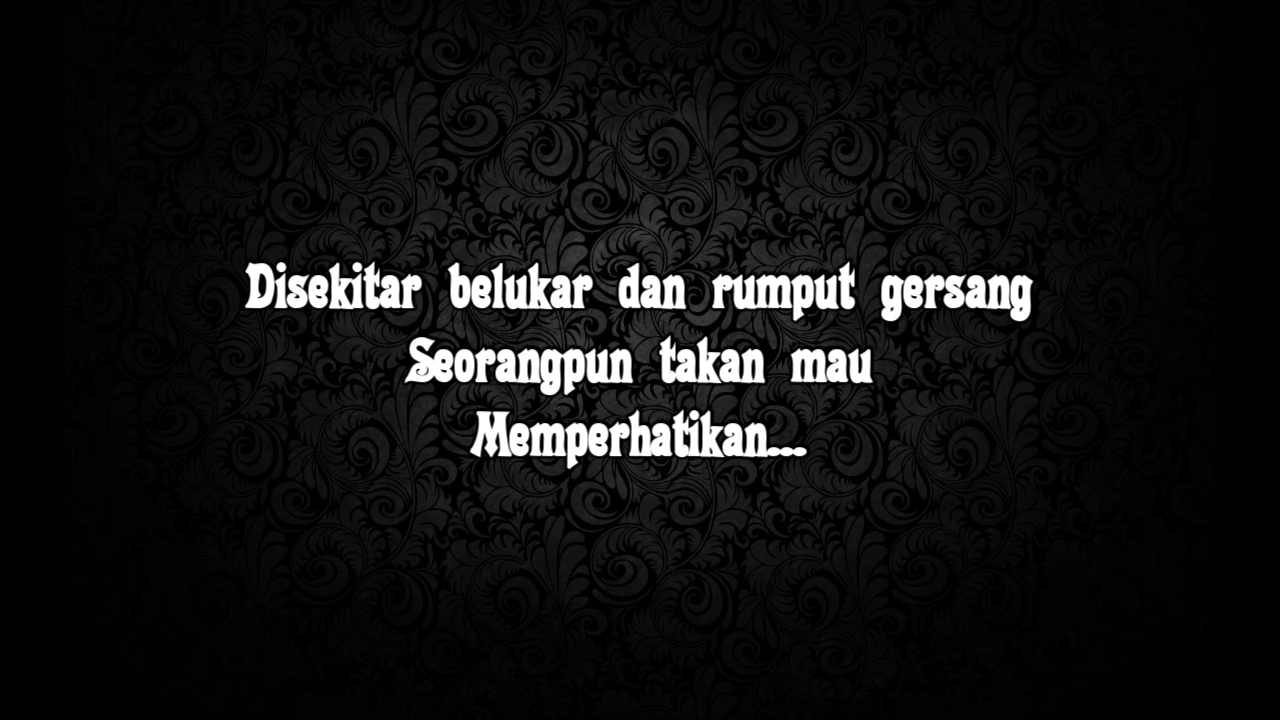 Disekitar belukar dan rumput gersang
Seorangpun takan mau
Memperhatikan...